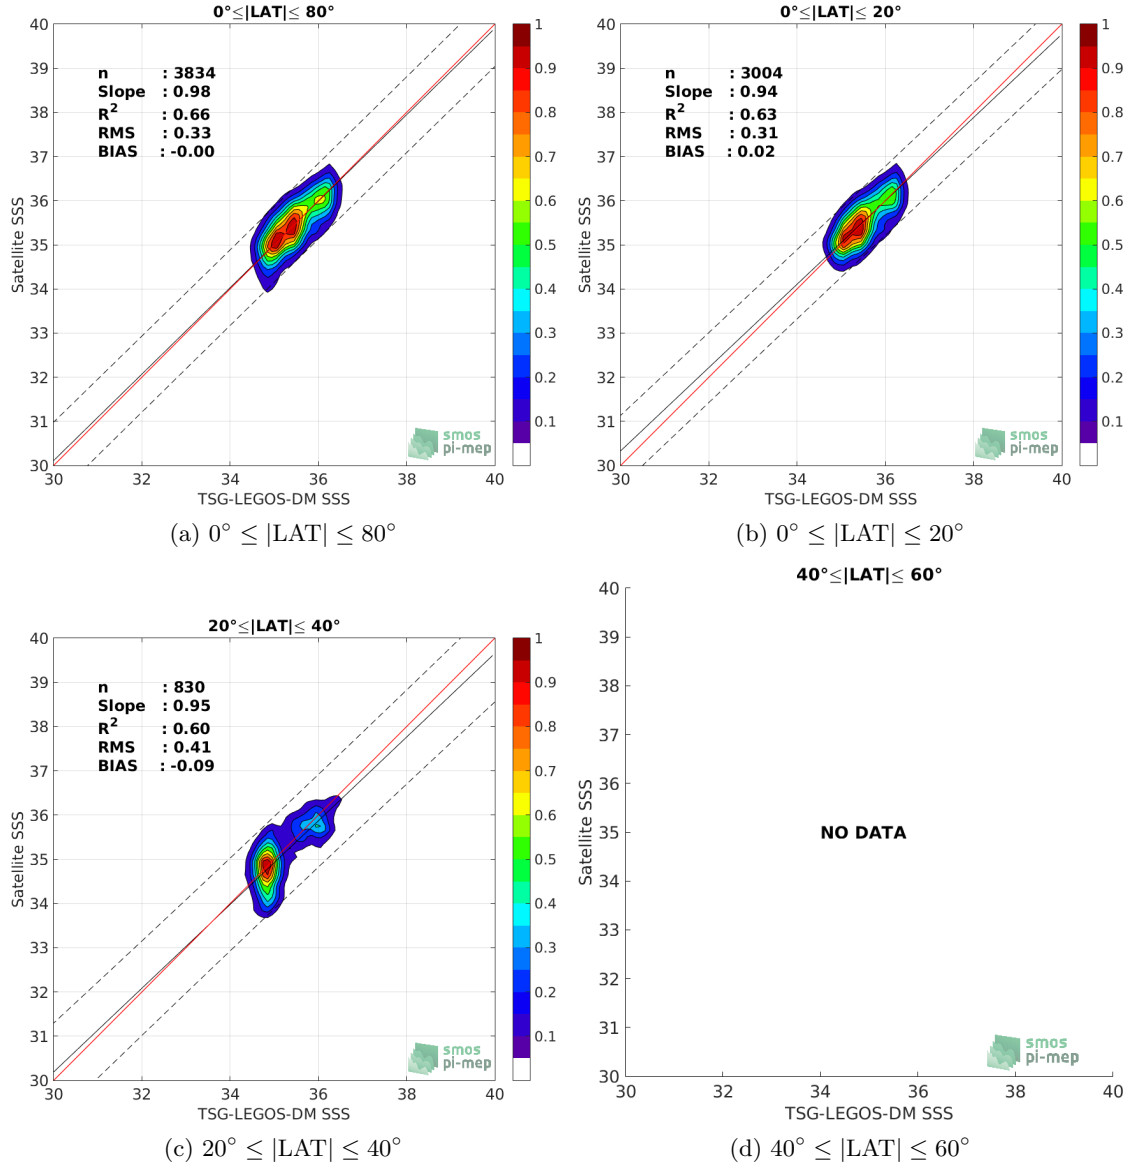 0°≤|LAT|≤ 80°
40
39
38
37
36
35
34
33
32
31
30
30 32 34 36 38 40
Satellite SSS
TSG-LEGOS-DM SSS
n : 3834
Slope : 0.98
R2 : 0.66
RMS : 0.33
BIAS : -0.00
smos
pi-mep
1
0.9
0.8
0.7
0.6
0.5
0.4
0.3
0.2
0.1
(a) 0° ≤ |LAT| ≤ 80°
0°≤|LAT|≤ 20°
40
39
38
37
36
35
34
33
32
31
30
30 32 34 36 38 40
Satellite SSS
TSG-LEGOS-DM SSS
n : 3004
Slope : 0.94
R2 : 0.63
RMS : 0.31
BIAS : 0.02
smos
pi-mep
1
0.9
0.8
0.7
0.6
0.5
0.4
0.3
0.2
0.1
(b) 0° ≤ |LAT| ≤ 20°
20°≤|LAT|≤ 40°
40
39
38
37
36
35
34
33
32
31
30
30 32 34 36 38 40
Satellite SSS
TSG-LEGOS-DM SSS
n : 830
Slope : 0.95
R2 : 0.60
RMS : 0.41
BIAS : -0.09
smos
pi-mep
1
0.9
0.8
0.7
0.6
0.5
0.4
0.3
0.2
0.1
(c) 20° ≤ |LAT| ≤ 40°
40°≤|LAT|≤ 60°
40
39
38
37
36
35
34
33
32
31
30
30 32 34 36 38 40
Satellite SSS
TSG-LEGOS-DM SSS
NO DATA
smos
pi-mep
(d) 40° ≤ |LAT| ≤ 60°